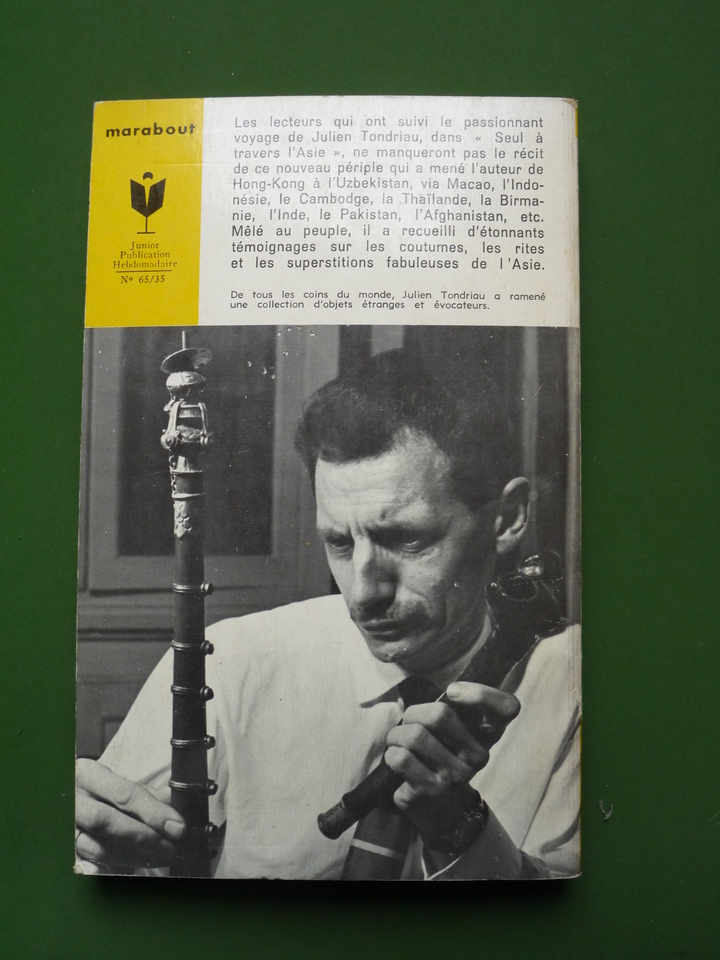 marabout
Junior
Publication
Hebdomadaire
Nº 65/35
Les lecteurs qui ont suivi le passionnant
voyage de Julien Tondriau, dans « Seul à
travers l'Asie », ne manqueront pas le récit
de ce nouveau périple qui a mené l'auteur de
Hong-Kong à l'Uzbekistan, via Macao, l'Indo-
nésie, le Cambodge, la Thaïlande, la Birma-
nie, l'Inde, le Pakistan, l'Afghanistan, etc.
Mêlé au peuple, il a recueilli d'étonnants
témoignages sur les coutumes, les rites
et les superstitions fabuleuses de l'Asie.
De tous les coins du monde, Julien Tondriau a ramené
une collection d'objets étranges et évocateurs.